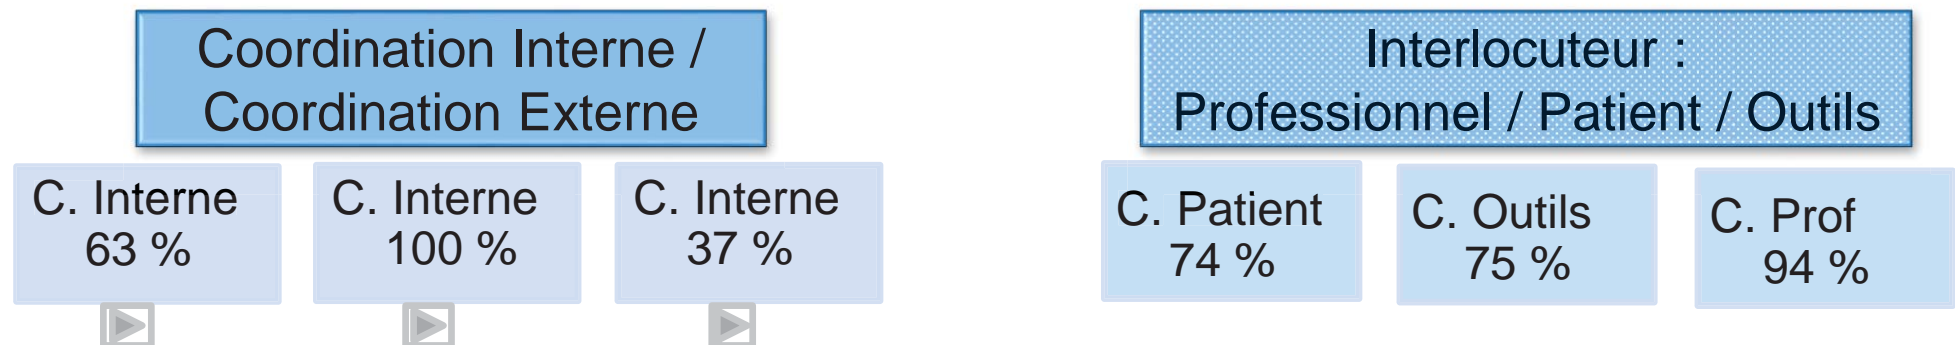 Coordination Interne /
Coordination Externe
C. Interne
63 %
C. Interne
100 %
C. Interne
37 %
Interlocuteur :
Professionnel / Patient / Outils
C. Patient
74 %
C. Outils
75 %
C. Prof
94 %